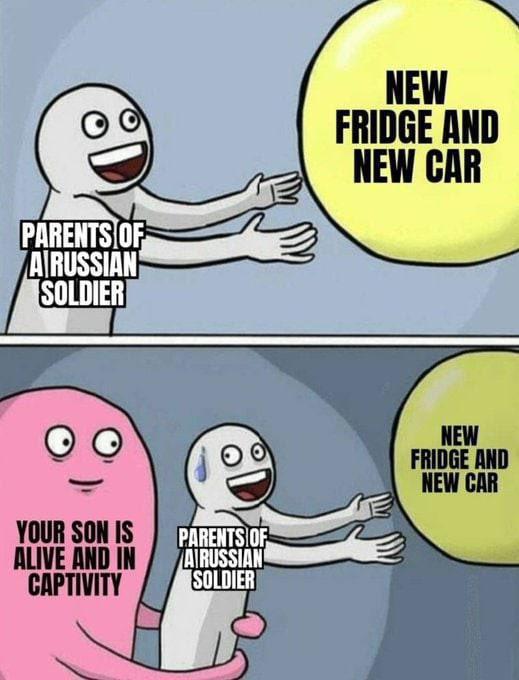 NEW
FRIDGE AND
NEW CAR
PARENTS OF
A RUSSIAN
SOLDIER
NEW
FRIDGE AND
NEW CAR
YOUR SON IS
ALIVE AND IN
CAPTIVITY
PARENTS OF
A RUSSIAN
SOLDIER